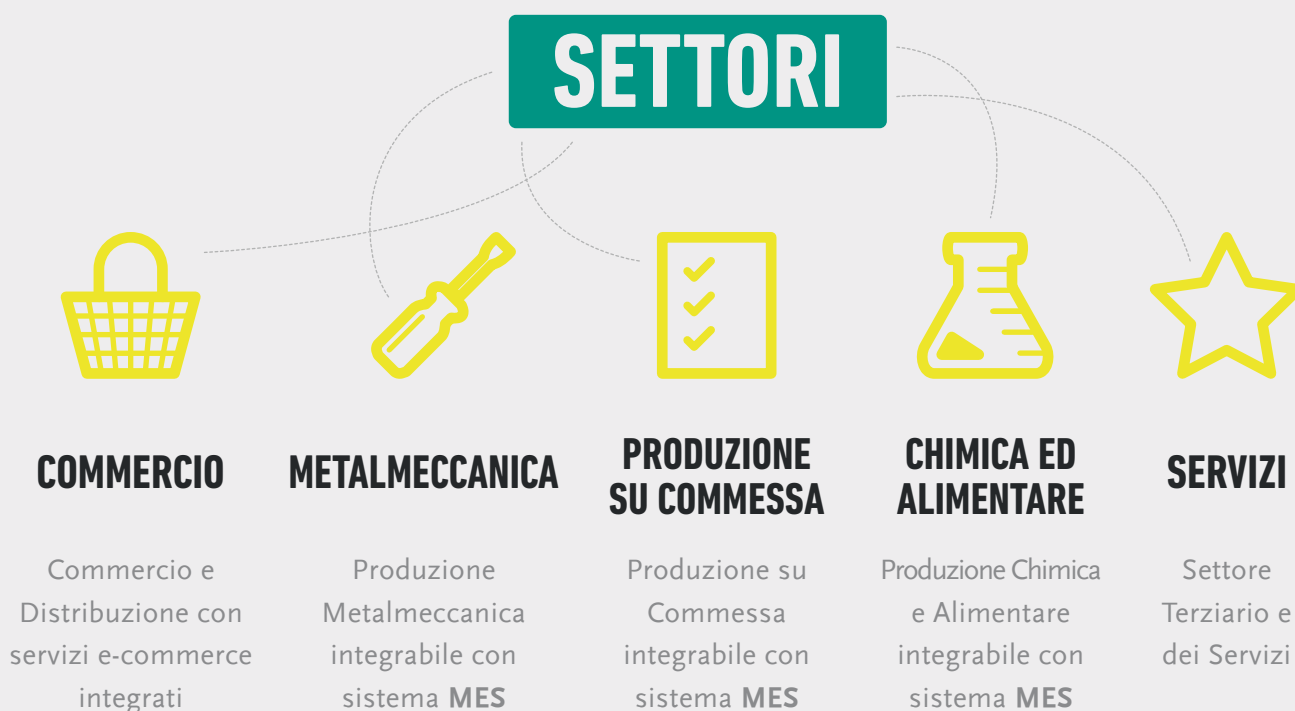 SETTORI
COMMERCIO
Commercio e
Distribuzione con
servizi e-commerce
integrati
METALMECCANICA
Produzione
Metalmeccanica
integrabile con
sistema MES
PRODUZIONE
SU COMMESSA
Produzione su
Commessa
integrabile con
sistema MES
CHIMICA ED
ALIMENTARE
Produzione Chimica
e Alimentare
integrabile con
sistema MES
SERVIZI
Settore
Terziario e
dei Servizi